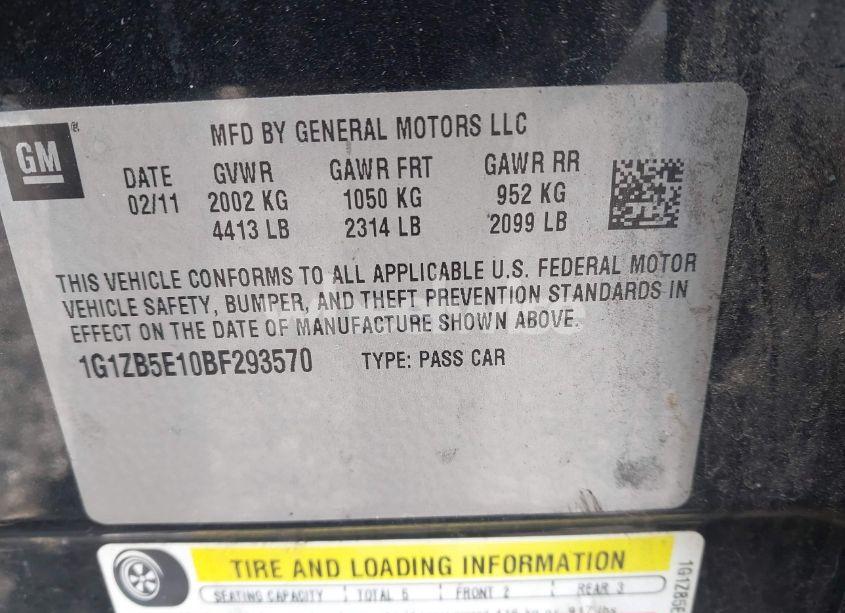 GM
MFD BY GENERAL MOTORS LLC
DATE GVWR GAWR FRT GAWR RR
02/11 2002 KG 1050 KG 952 KG
4413 LB 2314 LB 2099 LB
THIS VEHICLE CONFORMS TO ALL APPLICABLE U.S. FEDERAL MOTOR
VEHICLE SAFETY, BUMPER, AND THEFT PREVENTION STANDARDS IN
EFFECT ON THE DATE OF MANUFACTURE SHOWN ABOVE.
1G1ZB5E10BF293570 TYPE: PASS CAR
TIRE AND LOADING INFORMATION
SEATING CAPACITY TOTAL 5 FRONT 2 REAR 3
1G1ZB5E